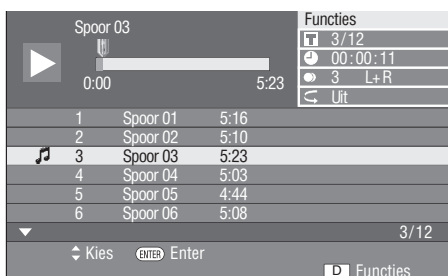 Spoor 03
0:00 5:23
Functies
T 3/12
00:00:11
3 L+R
Uit
1 Spoor 01 5:16
2 Spoor 02 5:10
3 Spoor 03 5:23
4 Spoor 04 5:03
5 Spoor 05 4:44
6 Spoor 06 5:08
3/12
Kies ENTER Enter
D Functies